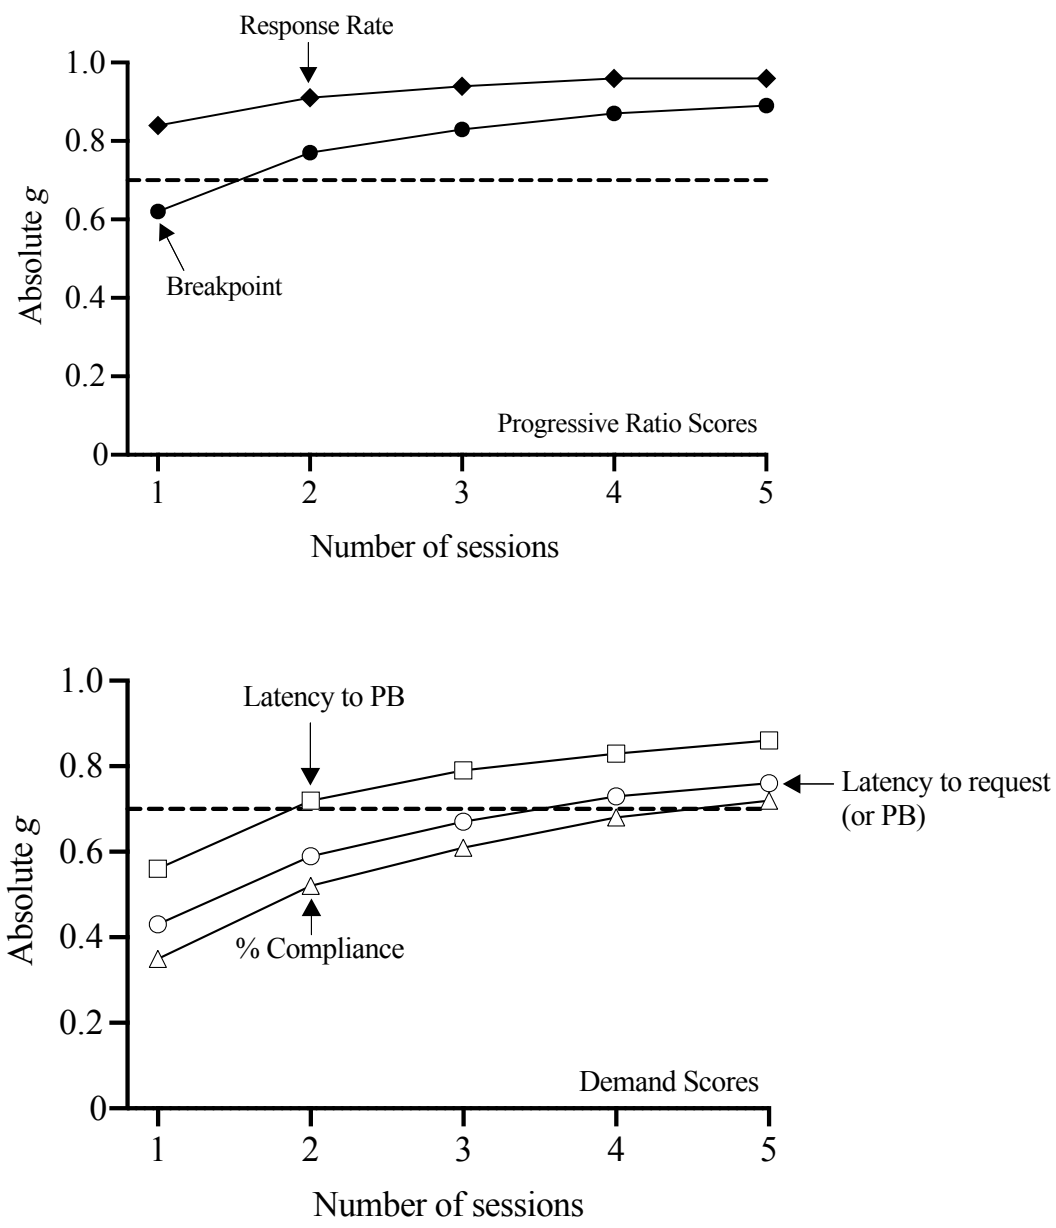 Response Rate
1.0
0.8
0.6
0.4
0.2
0
Absolute g
Breakpoint
Progressive Ratio Scores
1 2 3 4 5
Number of sessions
1.0
Latency to PB
0.8
Latency to request
(or PB)
0.6
Absolute g
0.4
% Compliance
0.2
Demand Scores
0
1 2 3 4 5
Number of sessions